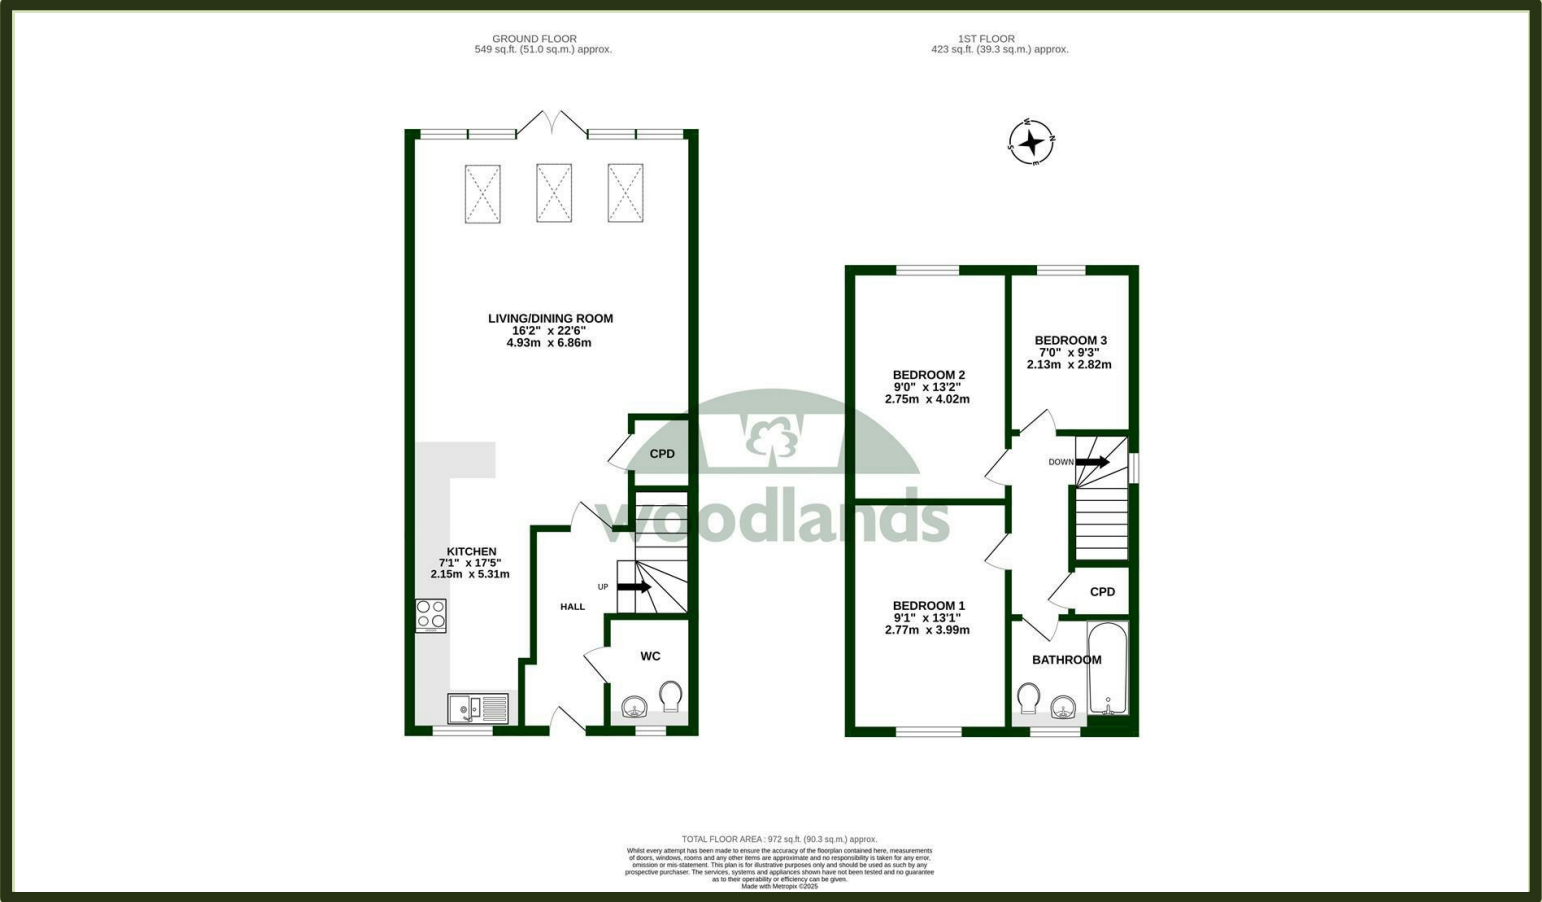 GROUND FLOOR
549 sq.ft. (51.0 sq.m.) approx.
1ST FLOOR
423 sq.ft. (39.3 sq.m.) approx.
W
N
S
E
LIVING/DINING ROOM
16'2" x 22'6"
4.93m x 6.86m
CPD
KITCHEN
7'1" x 17'5"
2.15m x 5.31m
UP
HALL
WC
BEDROOM 2
9'0" x 13'2"
2.75m x 4.02m
BEDROOM 3
7'0" x 9'3"
2.13m x 2.82m
DOWN
BEDROOM 1
9'1" x 13'1"
2.77m x 3.99m
CPD
BATHROOM
woodlands
TOTAL FLOOR AREA : 972 sq.ft. (90.3 sq.m.) approx.
Whilst every attempt has been made to ensure the accuracy of the floorplan contained here, measurements
of doors, windows, rooms and any other items are approximate and no responsibility is taken for any error,
omission or mis-statement. This plan is for illustrative purposes only and should be used as such by any
prospective purchaser. The services, systems and appliances shown have not been tested and no guarantee
as to their operability or efficiency can be given.
Made with Metropix ©2025